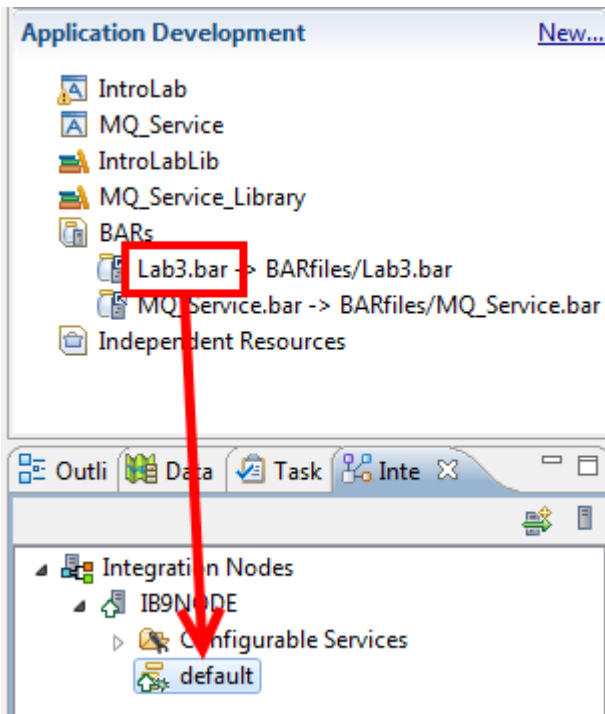 Application Development New...
IntroLab
MQ_Service
IntroLabLib
MQ_Service_Library
BARs
Lab3.bar -> BARfiles/Lab3.bar
MQ_Service.bar -> BARfiles/MQ_Service.bar
Independent Resources
Outli Data Task Inte
Integration Nodes
IB9NODE
Configurable Services
default